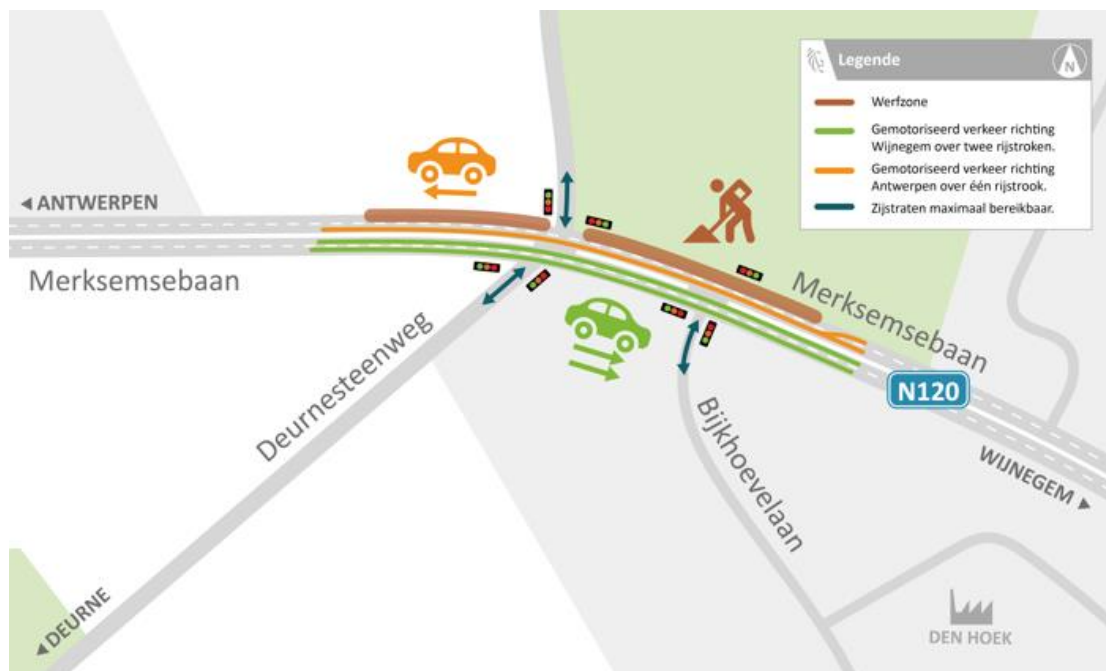 Legende
N
Werfzone
Gemotoriseerd verkeer richting
Wijnegem over twee rijstroken.
Gemotoriseerd verkeer richting
Antwerpen over één rijstrook.
Zijstraten maximaal bereikbaar.
ANTWERPEN
Merksemsebaan
Merksemsebaan
N120
Deurnesteenweg
Bijkhoevelaan
WIJNEGEM
DEURNE
DEN HOEK